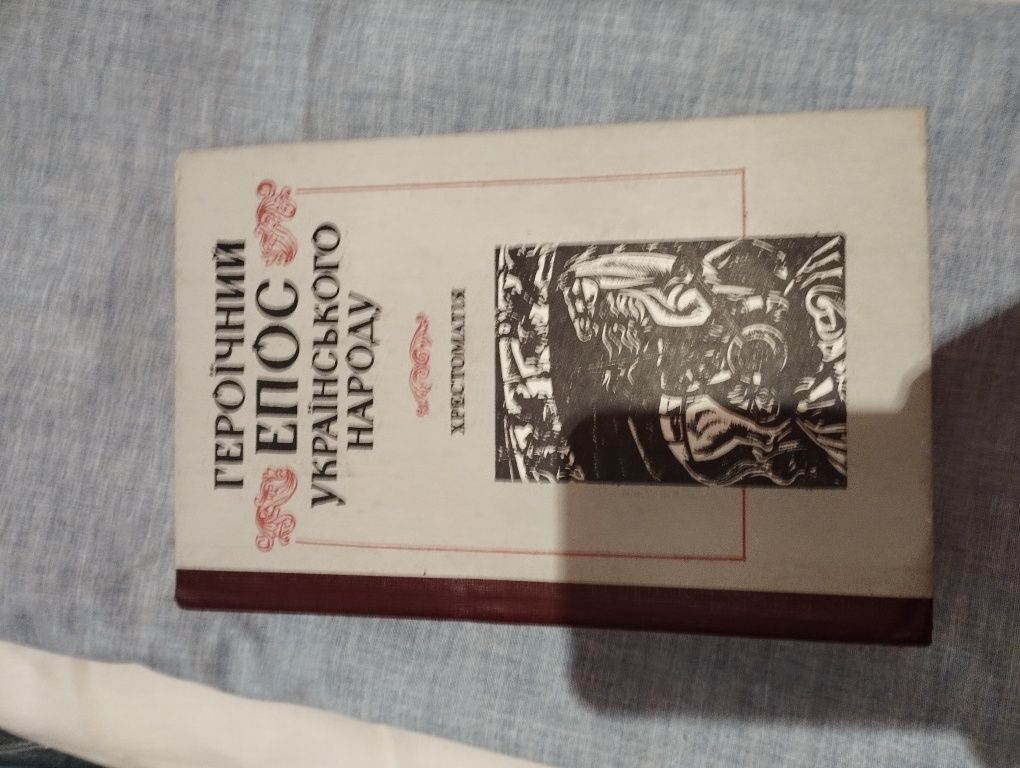 ГЕРОЇЧНИЙ
ЕПОС
УКРАЇНСЬКОГО
НАРОДУ
ХРЕСТОМАТІЯ